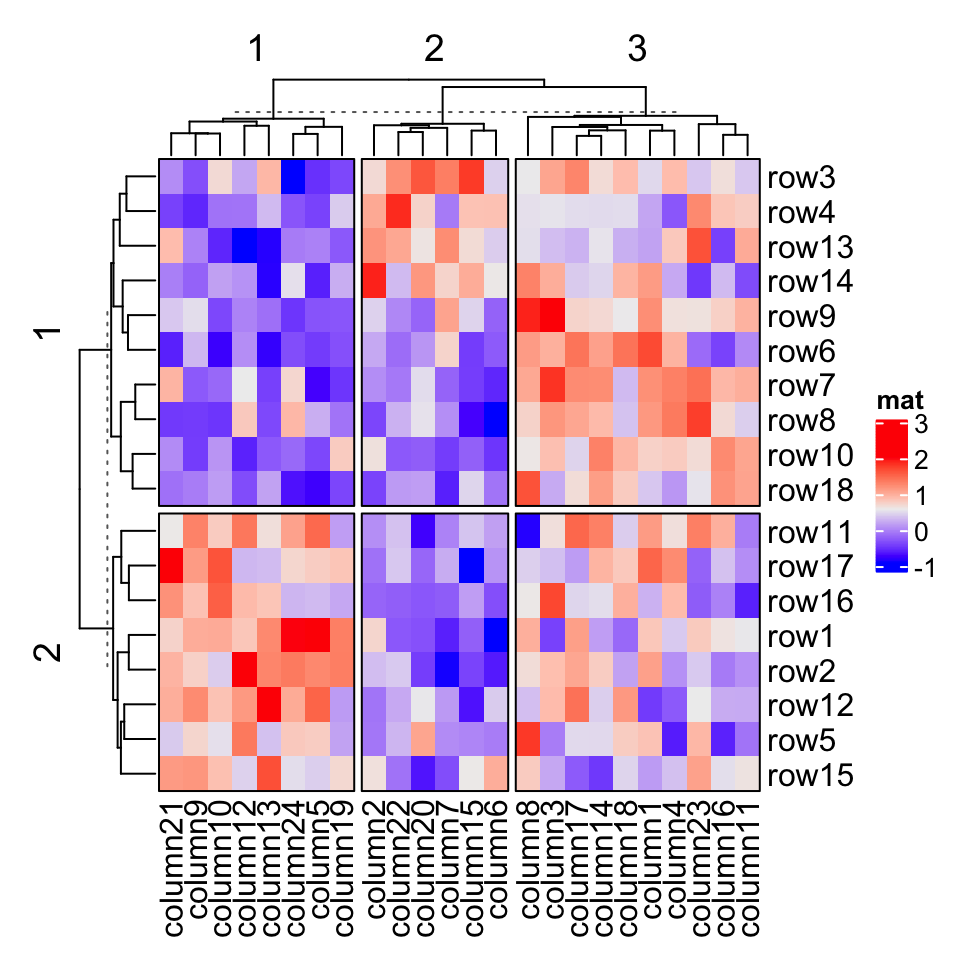 1 2 3
1
2
row3
row4
row13
row14
row9
row6
row7
row8
row10
row18
row11
row17
row16
row1
row2
row12
row5
row15
column21
column9
column10
column12
column13
column24
column5
column19
column2
column22
column20
column7
column15
column6
column8
column3
column17
column14
column18
column1
column4
column23
column16
column11
mat
3
2
1
0
-1